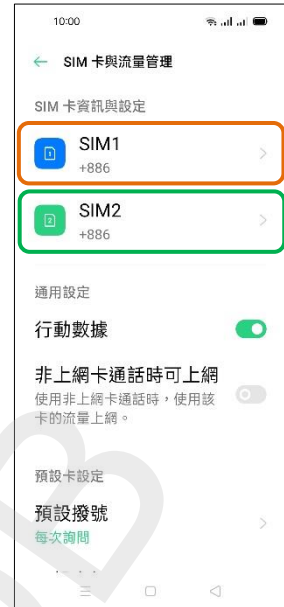 10:00
SIM 卡與流量管理
SIM 卡資訊與設定
1
SIM1
+886
2
SIM2
+886
通用設定
行動數據
非上網卡通話時可上網
使用非上網卡通話時，使用該
卡的流量上網。
預設卡設定
預設撥號
每次詢問